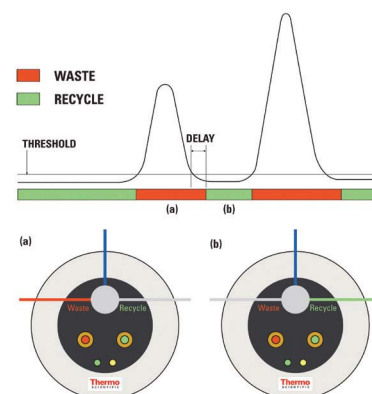 WASTE
RECYCLE
DELAY
THRESHOLD
(a) (b)
(a) (b)
Waste Recycle Waste Recycle
Thermo Thermo
SCIENTIFIC SCIENTIFIC